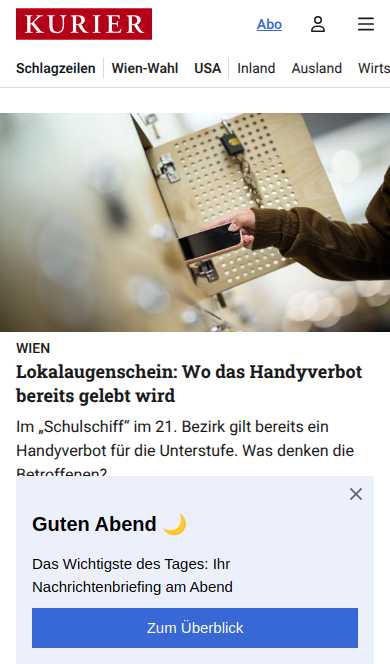 KURIER
Abo
Schlagzeilen Wien-Wahl USA Inland Ausland Wirts
WIEN
Lokalaugenschein: Wo das Handyverbot
bereits gelebt wird
Im „Schulschiff“ im 21. Bezirk gilt bereits ein
Handyverbot für die Unterstufe. Was denken die
Betroffenen?
Guten Abend 🌙
Das Wichtigste des Tages: Ihr
Nachrichtenbriefing am Abend
Zum Überblick